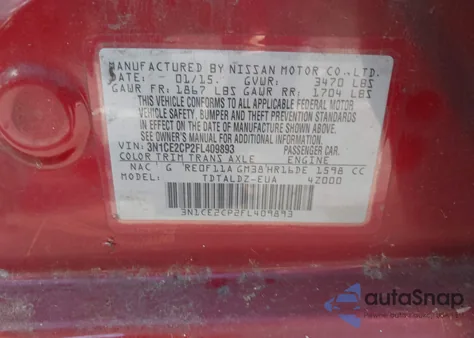 MANUFACTURED BY NISSAN MOTOR CO.,LTD.
DATE: 01/15 GVWR: 3470 LBS
GAWR FR: 1867 LBS GAWR RR: 1704 LBS
THIS VEHICLE CONFORMS TO ALL APPLICABLE FEDERAL MOTOR
VEHICLE SAFETY, BUMPER AND THEFT PREVENTION STANDARDS
IN EFFECT ON THE DATE OF MANUFACTURE SHOWN ABOVE.
SEE OWNER'S MANUAL FOR ADDITIONAL INFORMATION
VIN: 3N1CE2CP2FL409893 PASSENGER CAR
COLOR TRIM TRANS AXLE ENGINE
NAC G RE0F11A GM38 HR16DE 1598 CC
MODEL: TDTALDZ-EUA 42000
3N1CE2CP2FL409893
autoSnap